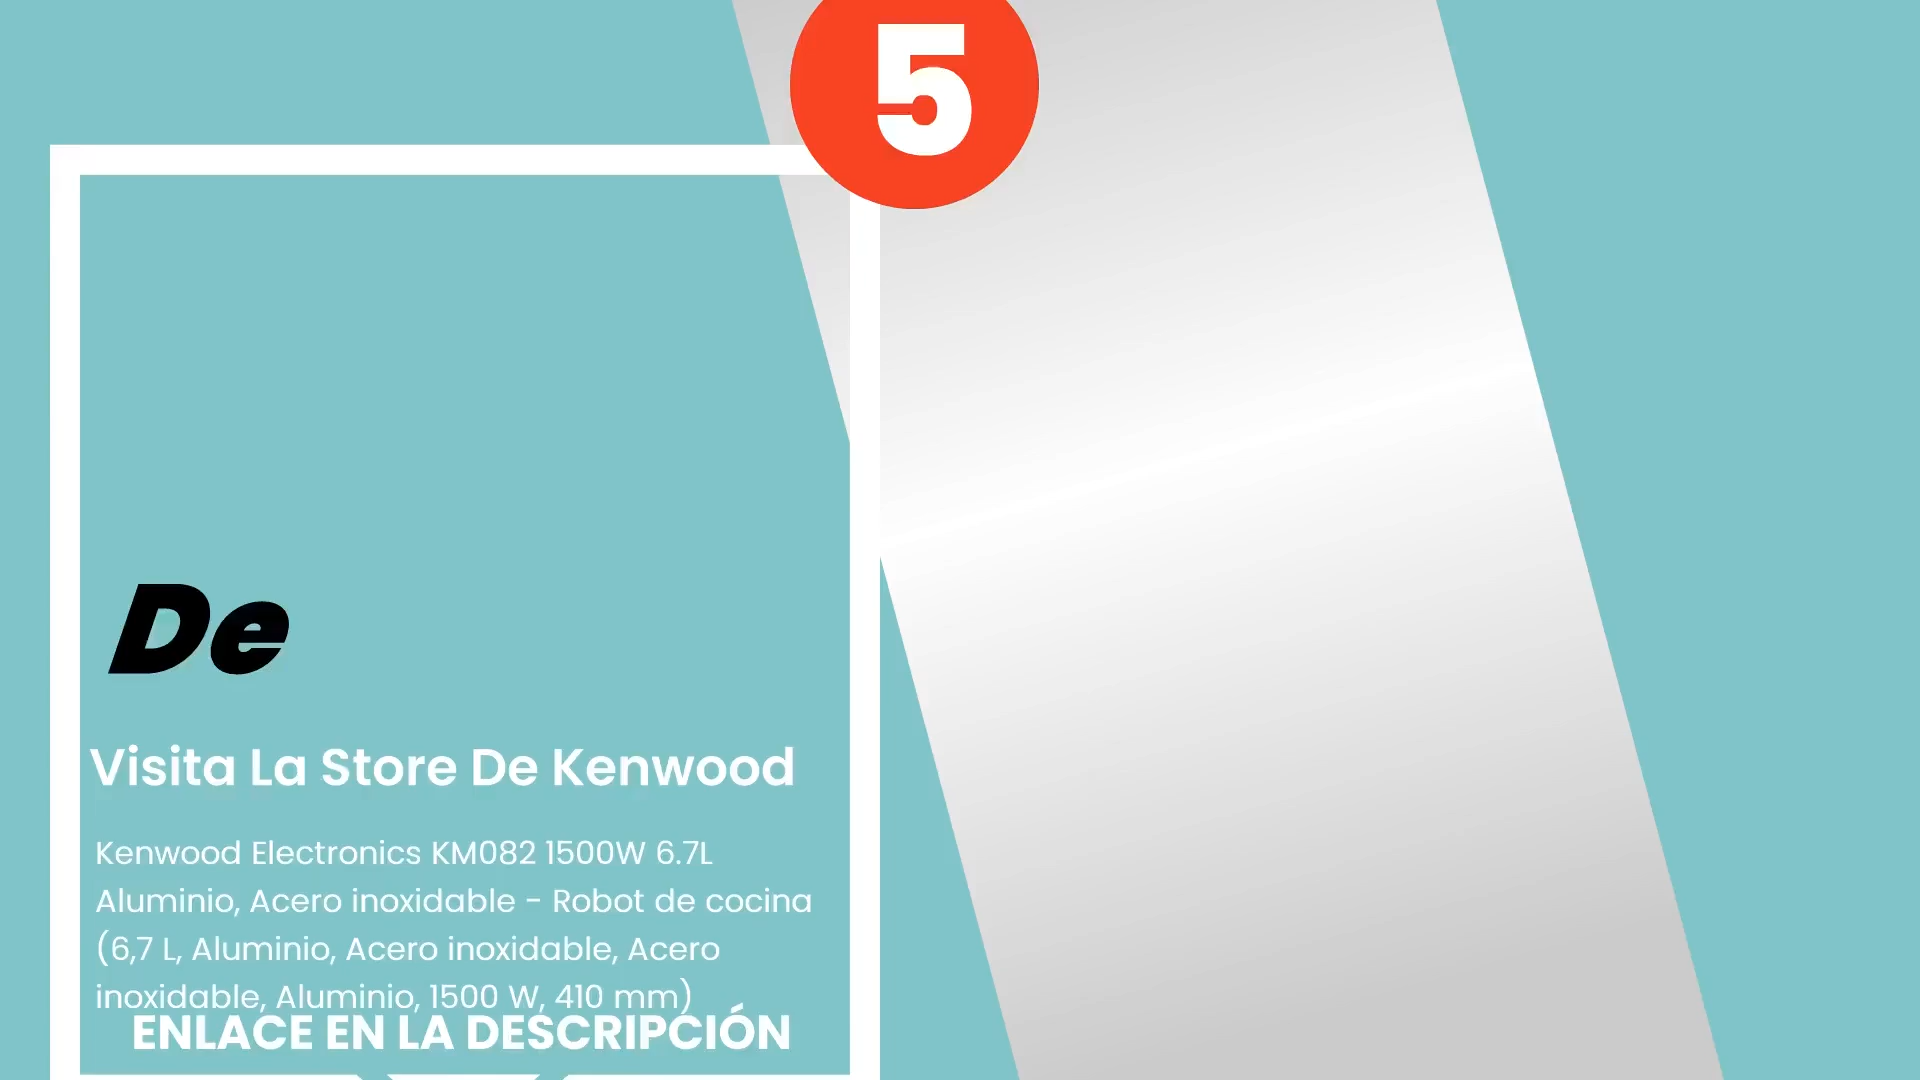 5
De
Visita La Store De Kenwood
Kenwood Electronics KM082 1500W 6.7L
Aluminio, Acero inoxidable - Robot de cocina
(6,7 L, Aluminio, Acero inoxidable, Acero
inoxidable, Aluminio, 1500 W, 410 mm)
ENLACE EN LA DESCRIPCIÓN